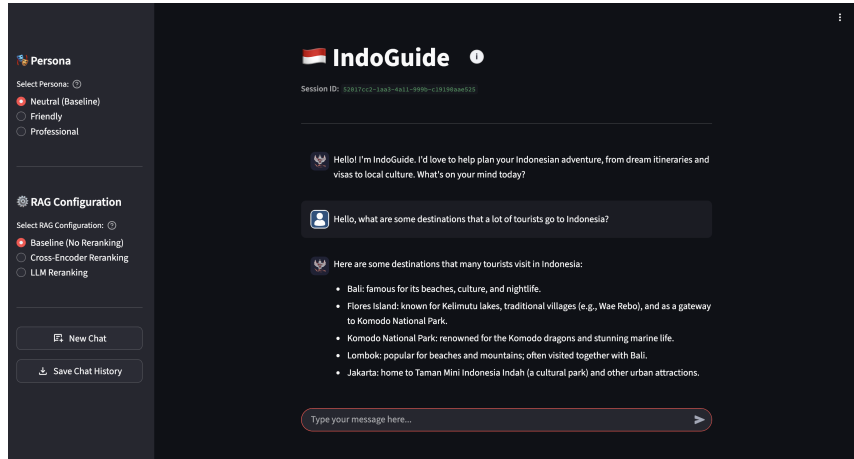 Persona
Select Persona:
Neutral (Baseline)
Friendly
Professional
RAG Configuration
Select RAG Configuration:
Baseline (No Reranking)
Cross-Encoder Reranking
LLM Reranking
New Chat
Save Chat History
IndoGuide
Session ID: 52017cc2-1aa3-4a11-999b-c19190aae525
Hello! I'm IndoGuide. I'd love to help plan your Indonesian adventure, from dream itineraries and
visas to local culture. What's on your mind today?
Hello, what are some destinations that a lot of tourists go to Indonesia?
Here are some destinations that many tourists visit in Indonesia:
• Bali: famous for its beaches, culture, and nightlife.
• Flores Island: known for Kelimutu lakes, traditional villages (e.g., Wae Rebo), and as a gateway
to Komodo National Park.
• Komodo National Park: renowned for the Komodo dragons and stunning marine life.
• Lombok: popular for beaches and mountains; often visited together with Bali.
• Jakarta: home to Taman Mini Indonesia Indah (a cultural park) and other urban attractions.
Type your message here...